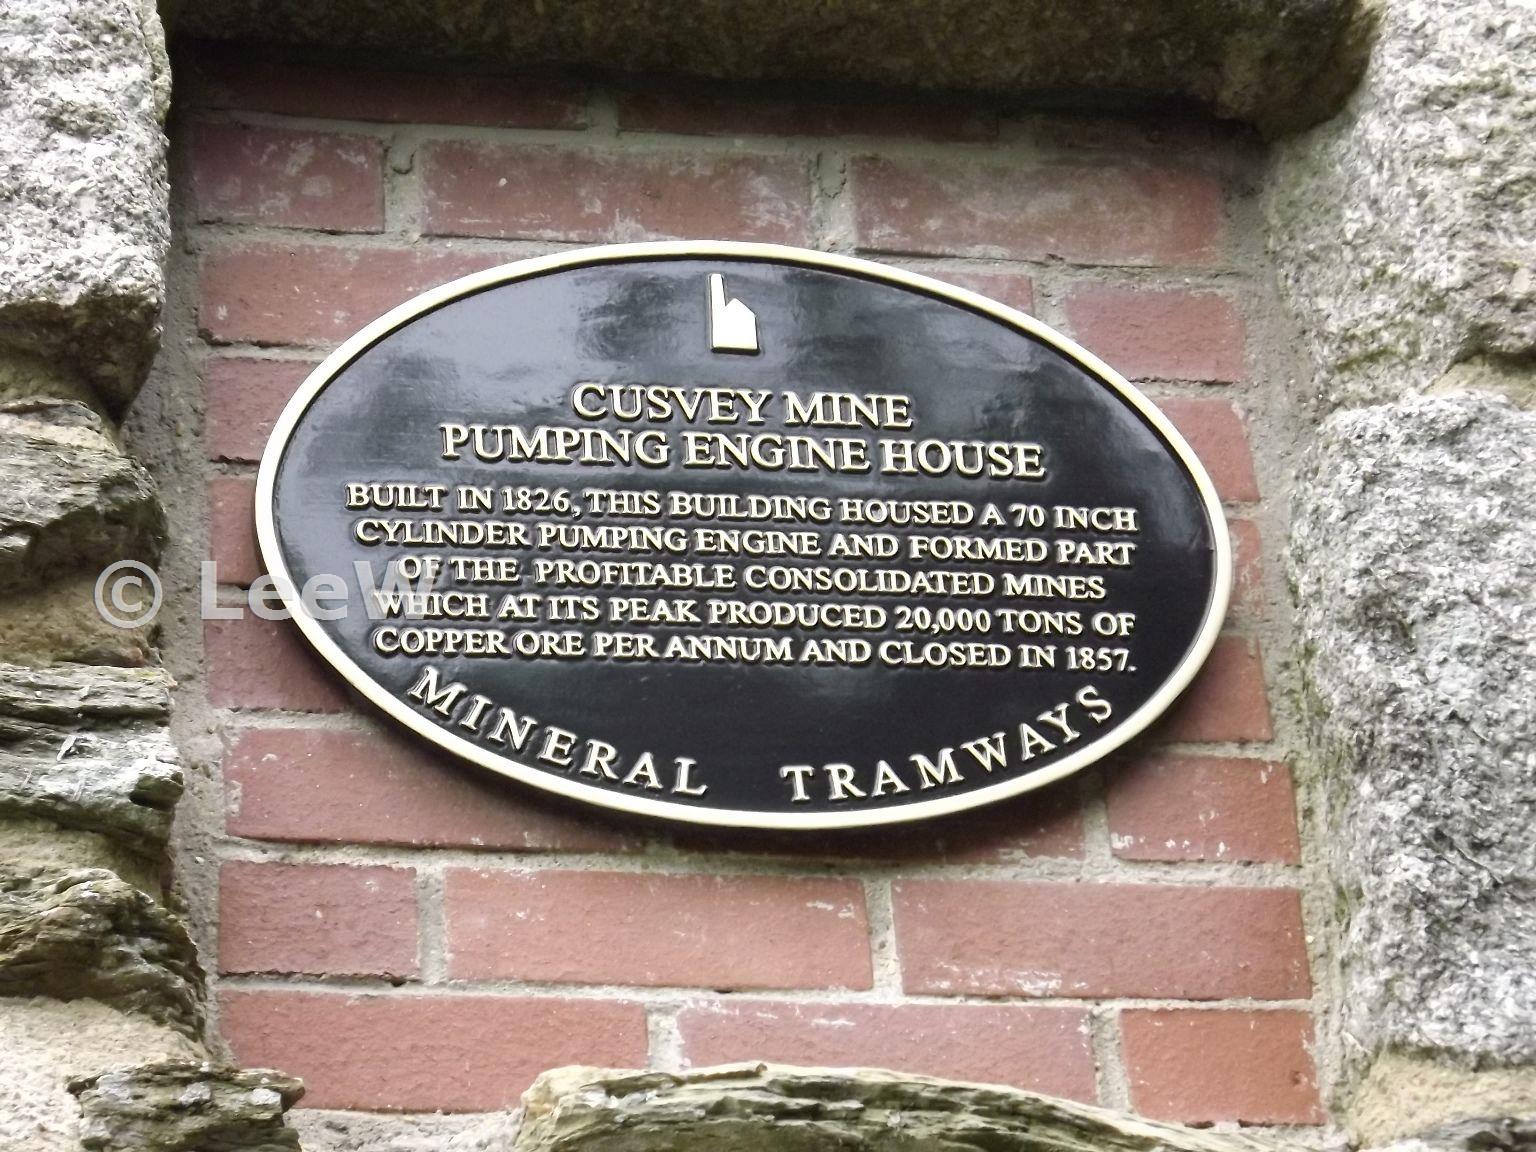 CUSVEY MINE
PUMPING ENGINE HOUSE
BUILT IN 1826, THIS BUILDING HOUSED A 70 INCH
CYLINDER PUMPING ENGINE AND FORMED PART
OF THE PROFITABLE CONSOLIDATED MINES
WHICH AT ITS PEAK PRODUCED 20,000 TONS OF
COPPER ORE PER ANNUM AND CLOSED IN 1857.
MINERAL TRAMWAYS
© LeeW